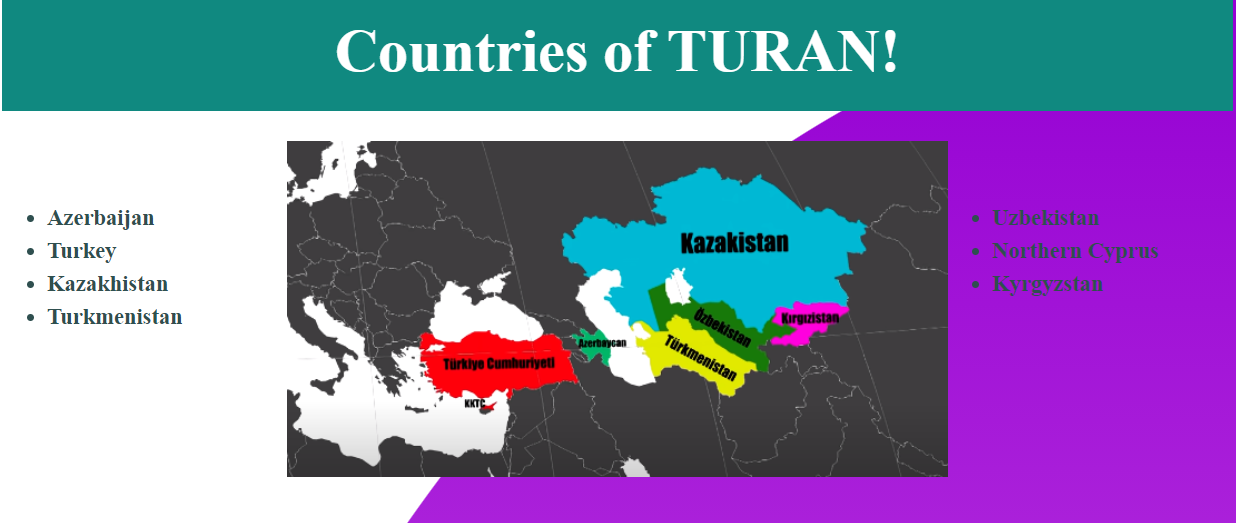 Countries of TURAN!
Azerbaijan
Turkey
Kazakhistan
Turkmenistan
Kazakistan
Özbekistan
Kırgızistan
Azerbaycan
Türkmenistan
Türkiye Cumhuriyeti
KKTC
Uzbekistan
Northern Cyprus
Kyrgyzstan